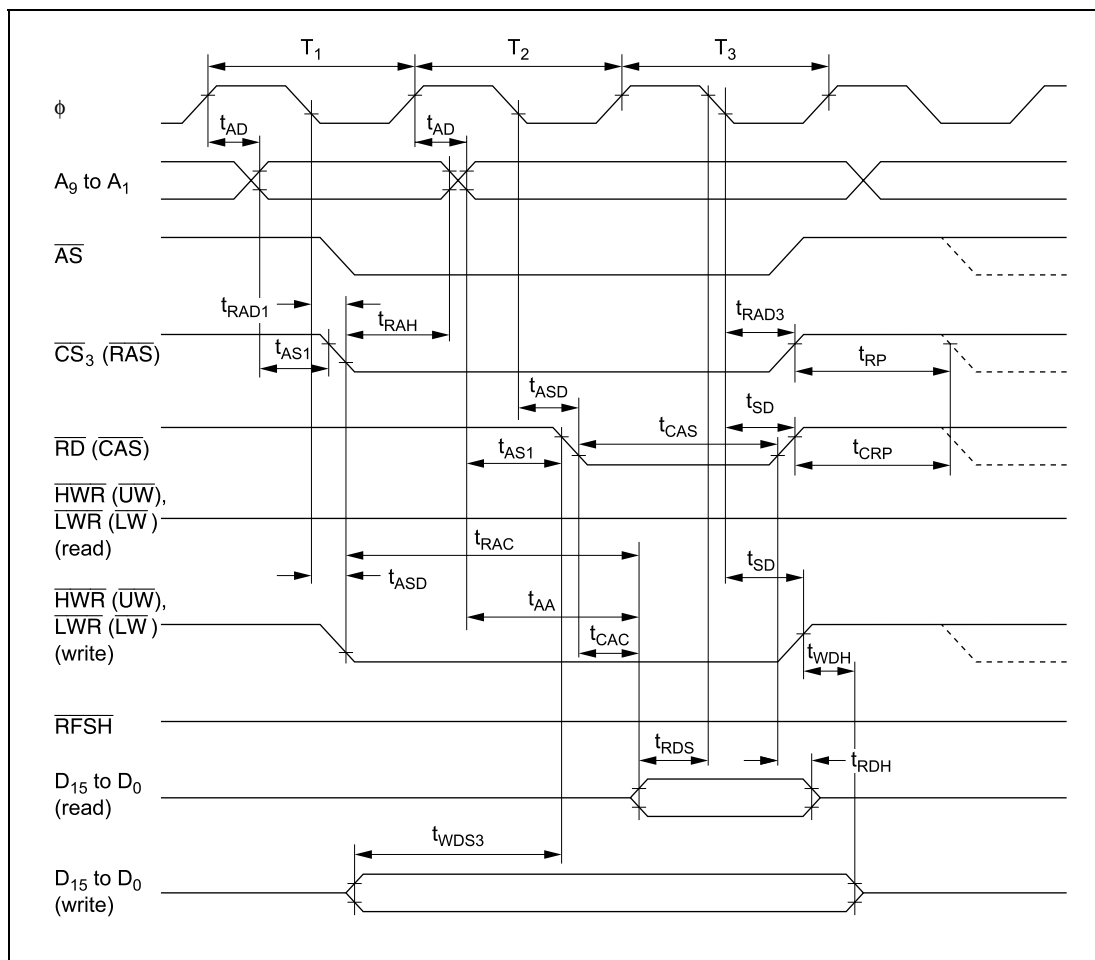 T1 T2 T3
ϕ
tAD tAD
A9 to A1
AS
tRAD1 tRAH tRAD3
CS3 (RAS)
tAS1 tRP
tASD tSD
tCAS
RD (CAS)
tAS1 tCRP
HWR (UW),
LWR (LW)
(read)
tRAC
tASD tSD
HWR (UW),
LWR (LW)
(write)
tAA
tCAC
tWDH
RFSH
tRDS tRDH
D15 to D0
(read)
tWDS3
D15 to D0
(write)